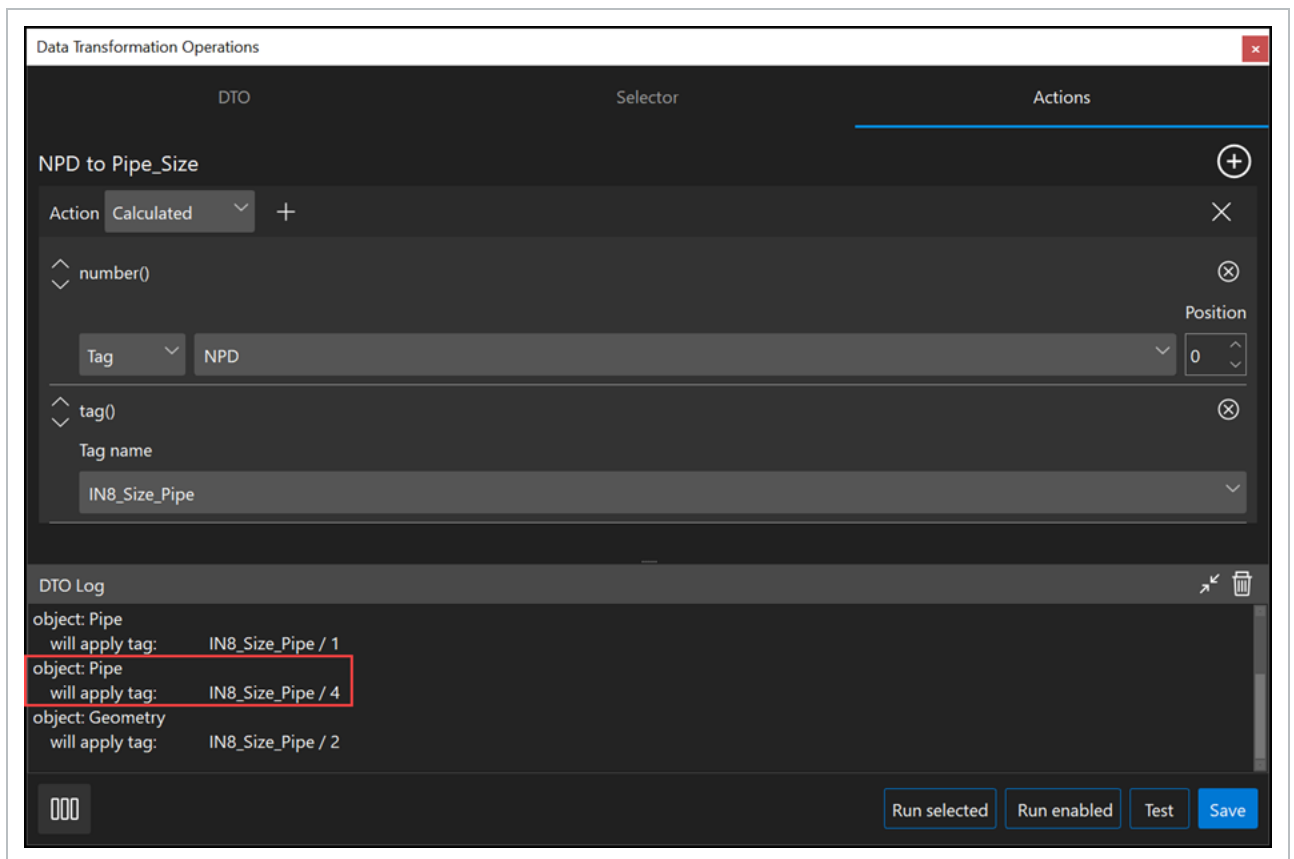 Data Transformation Operations
DTO Selector Actions
NPD to Pipe_Size
Action Calculated
number()
Position
Tag NPD 0
tag()
Tag name
IN8_Size_Pipe
DTO Log
object: Pipe
will apply tag: IN8_Size_Pipe / 1
object: Pipe
will apply tag: IN8_Size_Pipe / 4
object: Geometry
will apply tag: IN8_Size_Pipe / 2
Run selected Run enabled Test Save